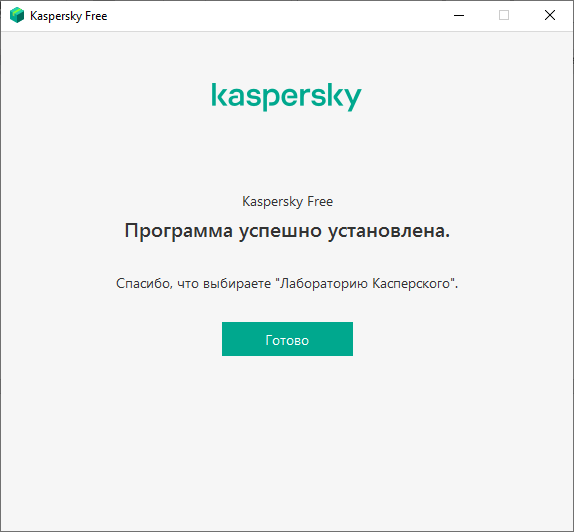 Kaspersky Free
kaspersky
Kaspersky Free
Программа успешно установлена.
Спасибо, что выбираете "Лабораторию Касперского".
Готово